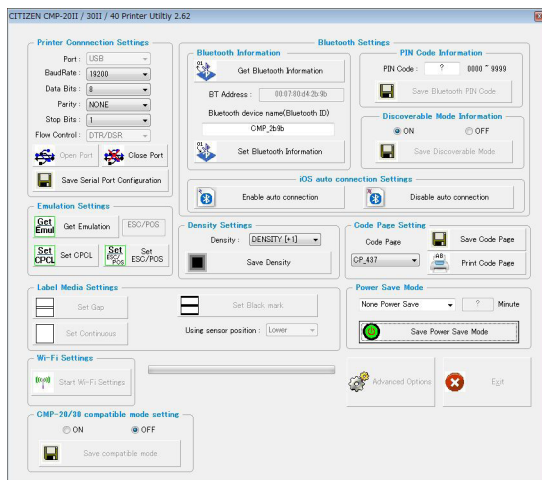 CITIZEN CMP-20II / 30II / 40 Printer Utiltiy 2.62
Printer Connnection Settings
Port : USB
BaudRate : 19200
Data Bits : 8
Parity : NONE
Stop Bits : 1
Flow Control : DTR/DSR
Open Port
Close Port
Save Serial Port Configuration
Bluetooth Settings
Bluetooth Information
01
Get Bluetooth Information
BT Address : 00:07:80:d4:2b:9b
Bluetooth device name(Bluetooth ID)
CMP_2b9b
01
Set Bluetooth Information
PIN Code Information
PIN Code : ? 0000 ~ 9999
Save Bluetooth PIN Code
Discoverable Mode Information
ON OFF
Save Discoverable Mode
iOS auto connection Settings
Enable auto connection
Disable auto connection
Emulation Settings
Get Emul
Get Emulation
ESC/POS
Set CPCL
Set CPCL
Set ESC/POS
Set ESC/POS
Density Settings
Density : DENSITY [+1]
Save Density
Code Page Setting
Code Page
CP_437
Save Code Page
AB
Print Code Page
Label Media Settings
Set Gap
Set Black mark
Set Continuous
Using sensor position : Lower
Power Save Mode
None Power Save ? Minute
Save Power Save Mode
Wi-Fi Settings
Start Wi-Fi Settings
Advanced Options
Exit
CMP-20/30 compatible mode setting
ON OFF
Save compatible mode